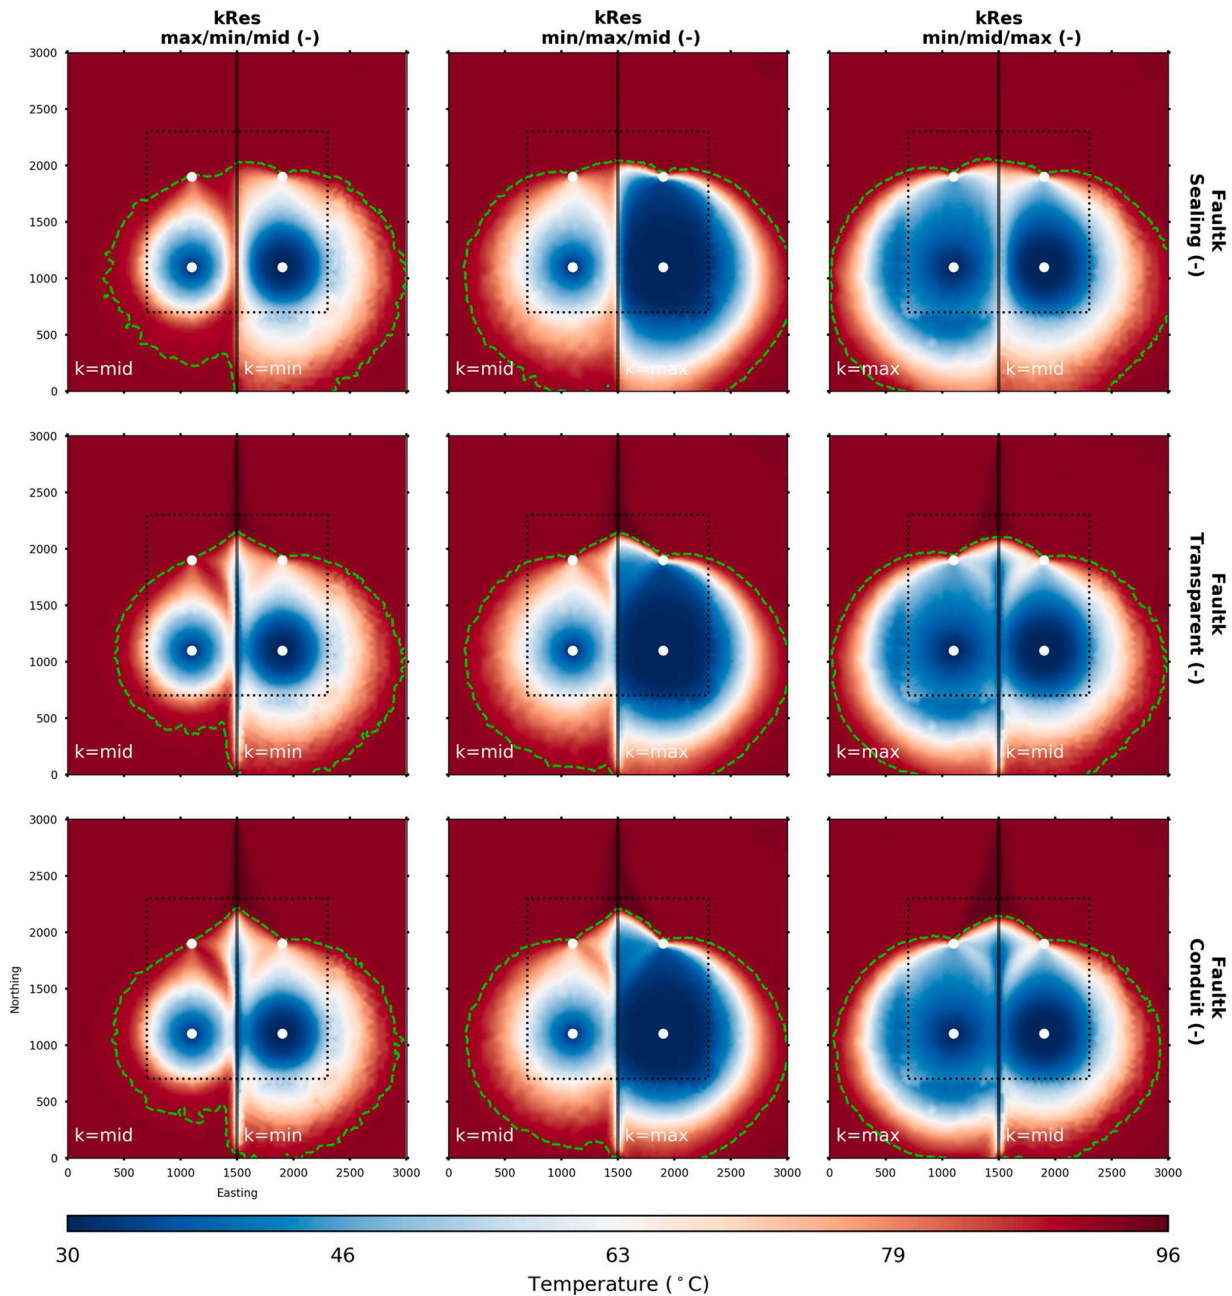 kRes
max/min/mid (-)
kRes
min/max/mid (-)
kRes
min/mid/max (-)
3000
2500
2000
1500
1000
500
0
k=mid
k=min
k=mid
k=max
k=max
k=mid
Faultk
Sealing (-)
3000
2500
2000
1500
1000
500
0
k=mid
k=min
k=mid
k=max
k=max
k=mid
Faultk
Transparent (-)
Northing
3000
2500
2000
1500
1000
500
0
k=mid
k=min
k=mid
k=max
k=max
k=mid
Faultk
Conduit (-)
0 500 1000 1500 2000 2500 3000
0 500 1000 1500 2000 2500 3000
0 500 1000 1500 2000 2500 3000
Easting
30 46 63 79 96
Temperature (°C)